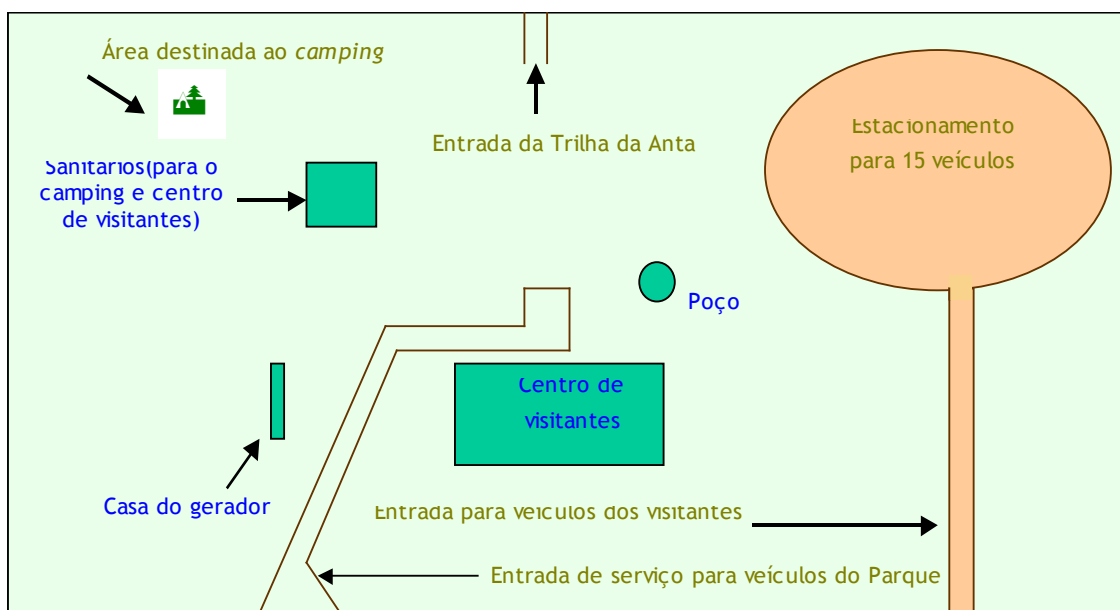 Área destinada ao camping
Entrada da Trilha da Anta
Estacionamento
para 15 veículos
Sanitários(para o
camping e centro
de visitantes)
Poço
Centro de
visitantes
Casa do gerador
Entrada para veículos dos visitantes
Entrada de serviço para veículos do Parque